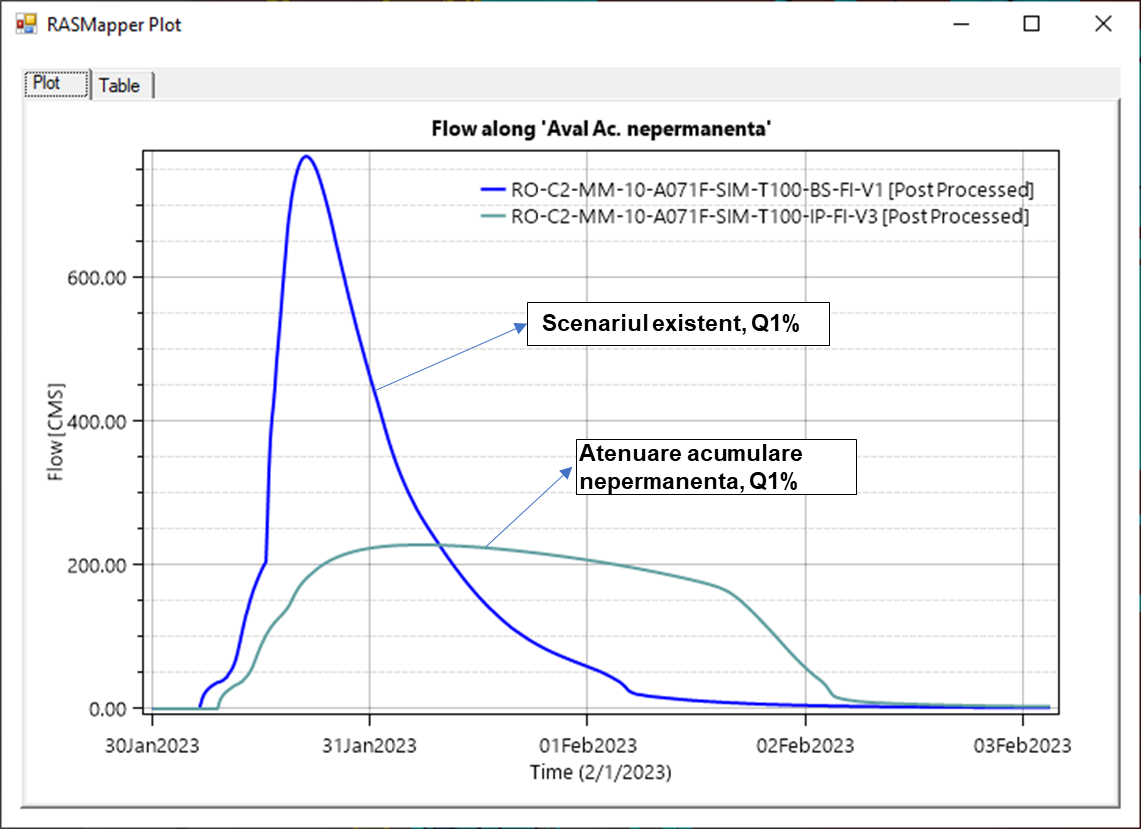 RASMapper Plot
Plot
Table
Flow along 'Aval Ac. nepermanenta'
RO-C2-MM-10-A071F-SIM-T100-BS-FI-V1 [Post Processed]
RO-C2-MM-10-A071F-SIM-T100-IP-FI-V3 [Post Processed]
600.00
Scenariul existent, Q1%
Flow [CMS]
400.00
Atenuare acumulare
nepermanenta, Q1%
200.00
0.00
30Jan2023
31Jan2023
01Feb2023
02Feb2023
03Feb2023
Time (2/1/2023)